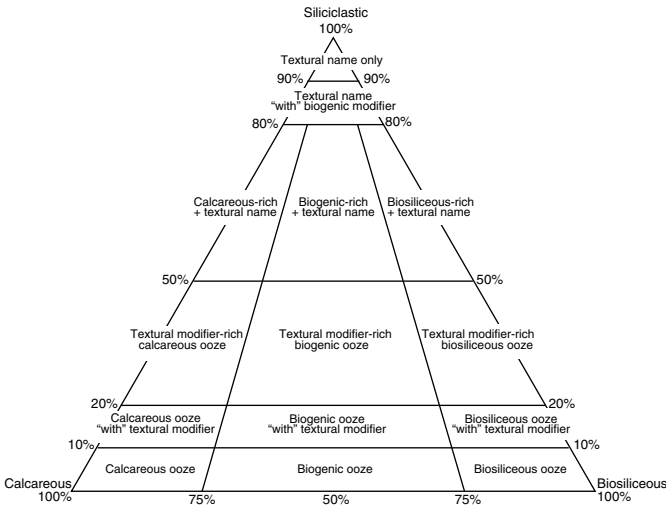 Siliciclastic
100%
Textural name only
90% 90%
Textural name
“with” biogenic modifier
80% 80%
Calcareous-rich
+ textural name
Biogenic-rich
+ textural name
Biosiliceous-rich
+ textural name
50% 50%
Textural modifier-rich
calcareous ooze
Textural modifier-rich
biogenic ooze
Textural modifier-rich
biosiliceous ooze
20% 20%
Calcareous ooze
“with” textural modifier
Biogenic ooze
“with” textural modifier
Biosiliceous ooze
“with” textural modifier
10% 10%
Calcareous ooze
Biogenic ooze
Biosiliceous ooze
Calcareous
100%
Biosiliceous
100%
75% 50% 75%